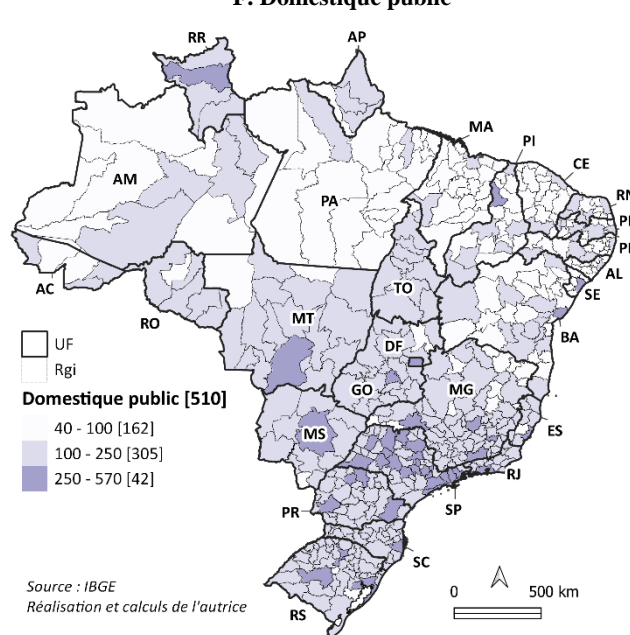 F. Domestique public
RR
AP
MA
PI
CE
RN
AM
PA
AL
AC
TO
SE
RO
MT
DF
BA
GO
MG
MS
ES
RJ
SP
PR
SC
RS
UF
Rgi
Domestique public [510]
40 - 100 [162]
100 - 250 [305]
250 - 570 [42]
Source : IBGE
Réalisation et calculs de l'autrice
0 500 km